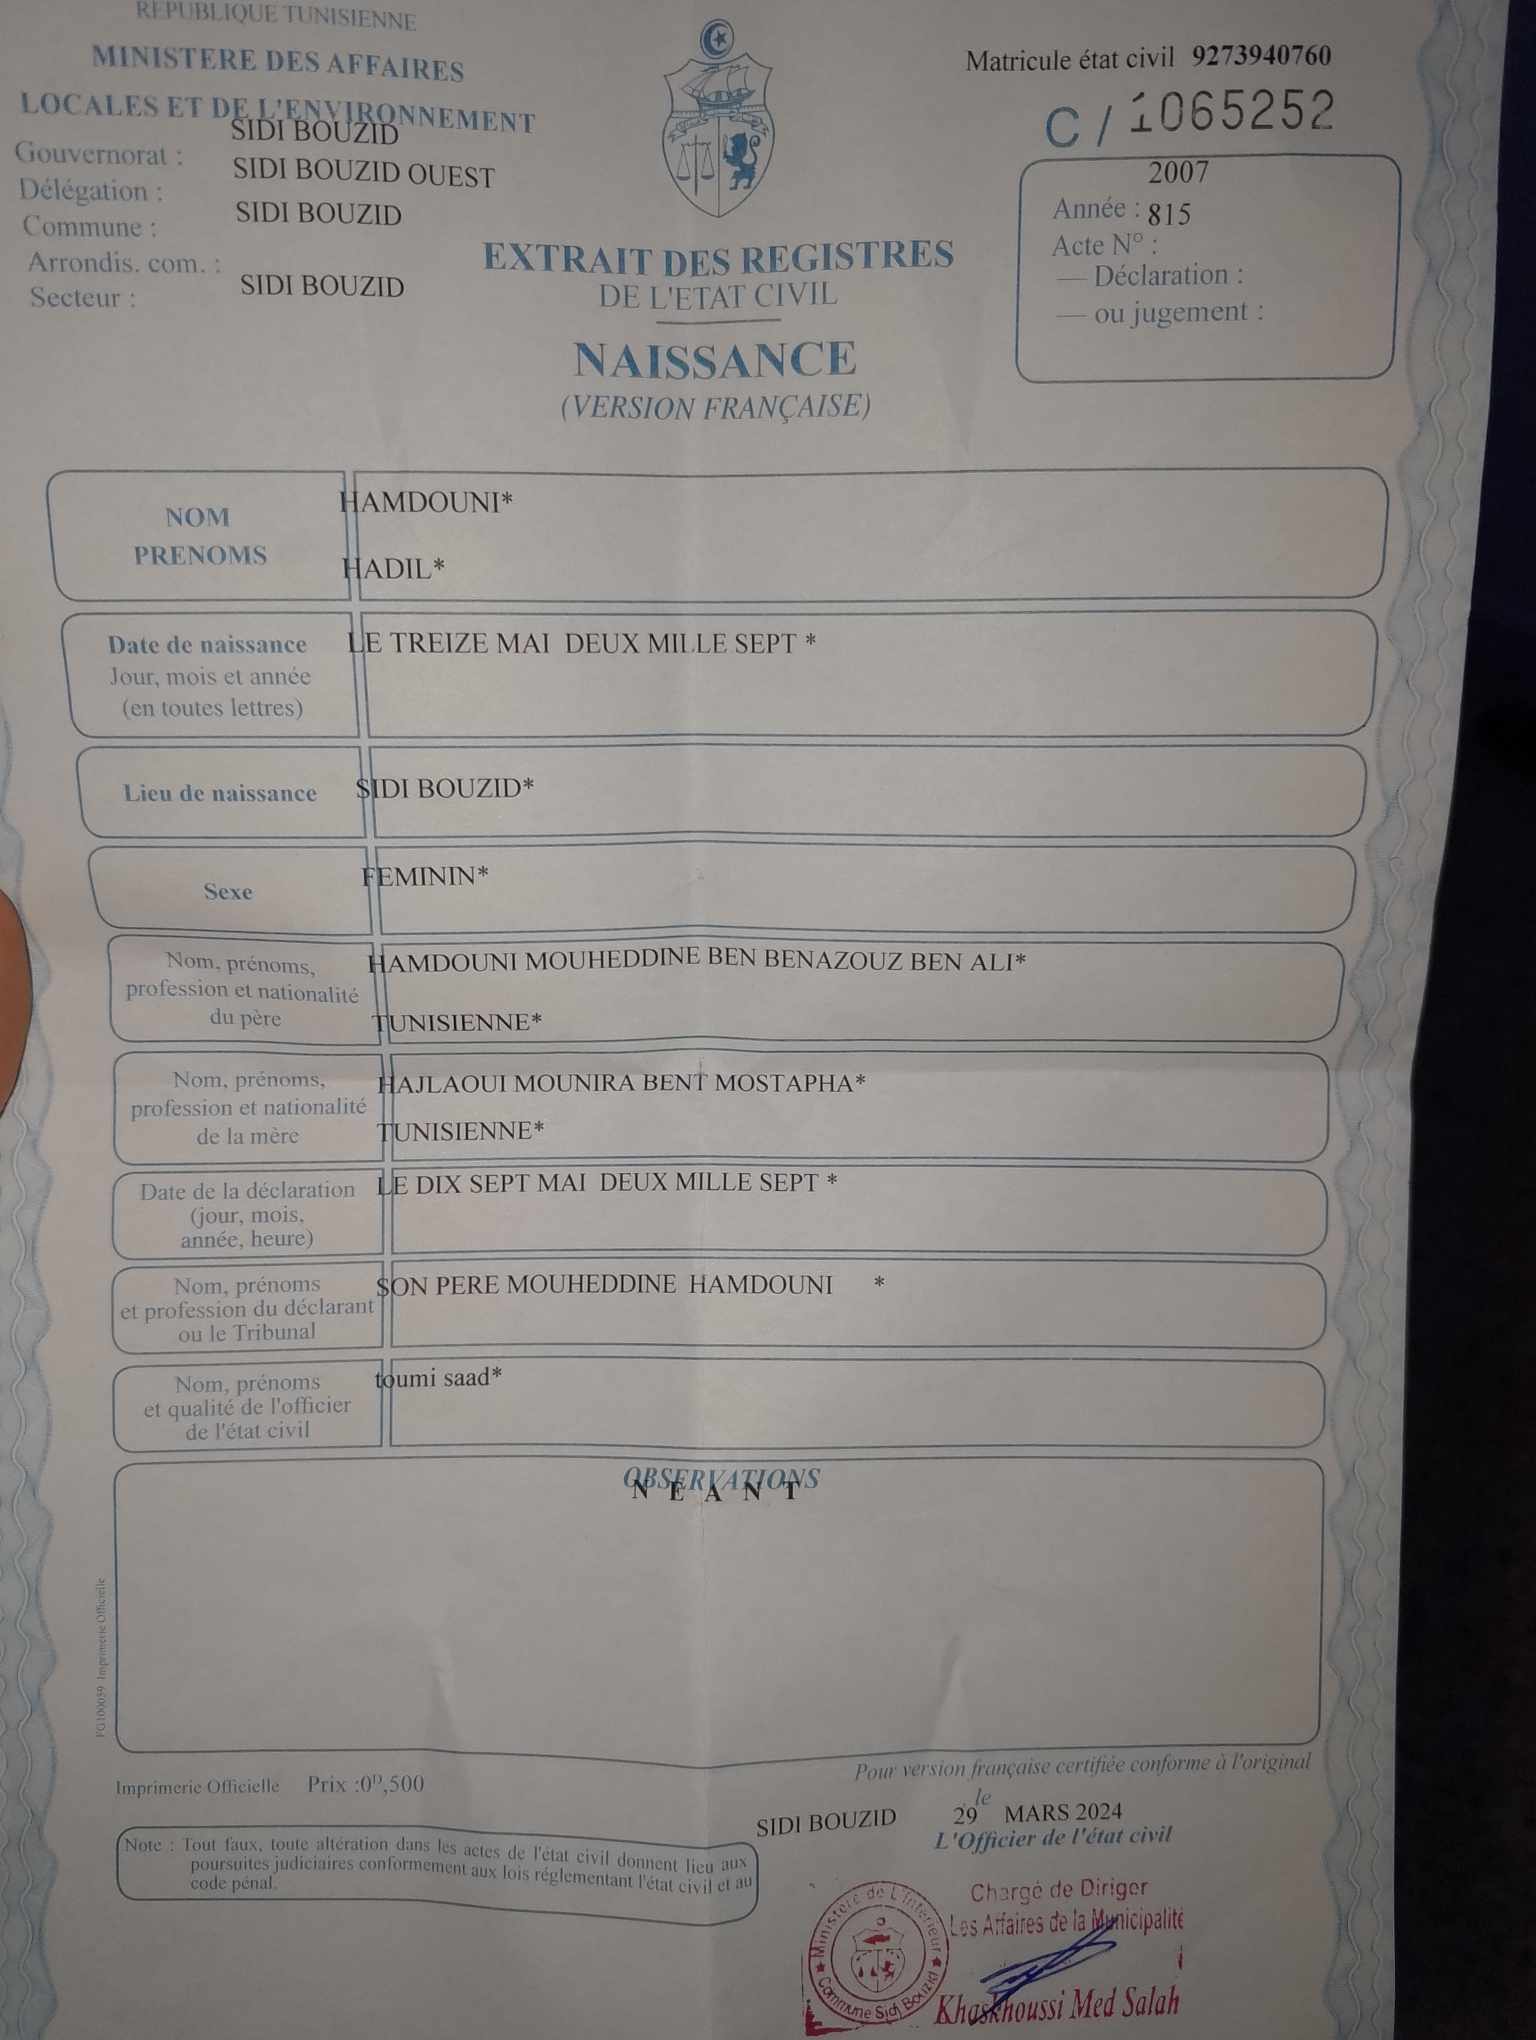 REPUBLIQUE TUNISIENNE
MINISTERE DES AFFAIRES
LOCALES ET DE L'ENVIRONNEMENT
Gouvernorat : SIDI BOUZID
Délégation : SIDI BOUZID OUEST
Commune : SIDI BOUZID
Arrondis. com. :
Secteur : SIDI BOUZID
Matricule état civil 9273940760
C / 1065252
2007
Année : 815
Acte N° :
— Déclaration :
— ou jugement :
EXTRAIT DES REGISTRES
DE L'ETAT CIVIL
NAISSANCE
(VERSION FRANÇAISE)
NOM
PRENOMS
HAMDOUNI*
HADIL*
Date de naissance
Jour, mois et année
(en toutes lettres)
LE TREIZE MAI DEUX MILLE SEPT *
Lieu de naissance
SIDI BOUZID*
Sexe
FEMININ*
Nom, prénoms,
profession et nationalité
du père
HAMDOUNI MOUHEDDINE BEN BENAZOUZ BEN ALI*
TUNISIENNE*
Nom, prénoms,
profession et nationalité
de la mère
HAJLAOUI MOUNIRA BENT MOSTAPHA*
TUNISIENNE*
Date de la déclaration
(jour, mois,
année, heure)
LE DIX SEPT MAI DEUX MILLE SEPT *
Nom, prénoms
et profession du déclarant
ou le Tribunal
SON PERE MOUHEDDINE HAMDOUNI *
Nom, prénoms
et qualité de l'officier
de l'état civil
toumi saad*
OBSERVATIONS
N E A N T
PG100059 Imprimerie Officielle
Imprimerie Officielle Prix :0ᴰ,500
Pour version française certifiée conforme à l'original
SIDI BOUZID le 29 MARS 2024
L'Officier de l'état civil
Note : Tout faux, toute altération dans les actes de l'état civil donnent lieu aux
poursuites judiciaires conformement aux lois réglementant l'état civil et au
code pénal.
Chargé de Diriger
Les Affaires de la Municipalité
Khaskhoussi Med Salah
Ministère de L'Intérieur
Commune Sidi Bouzid